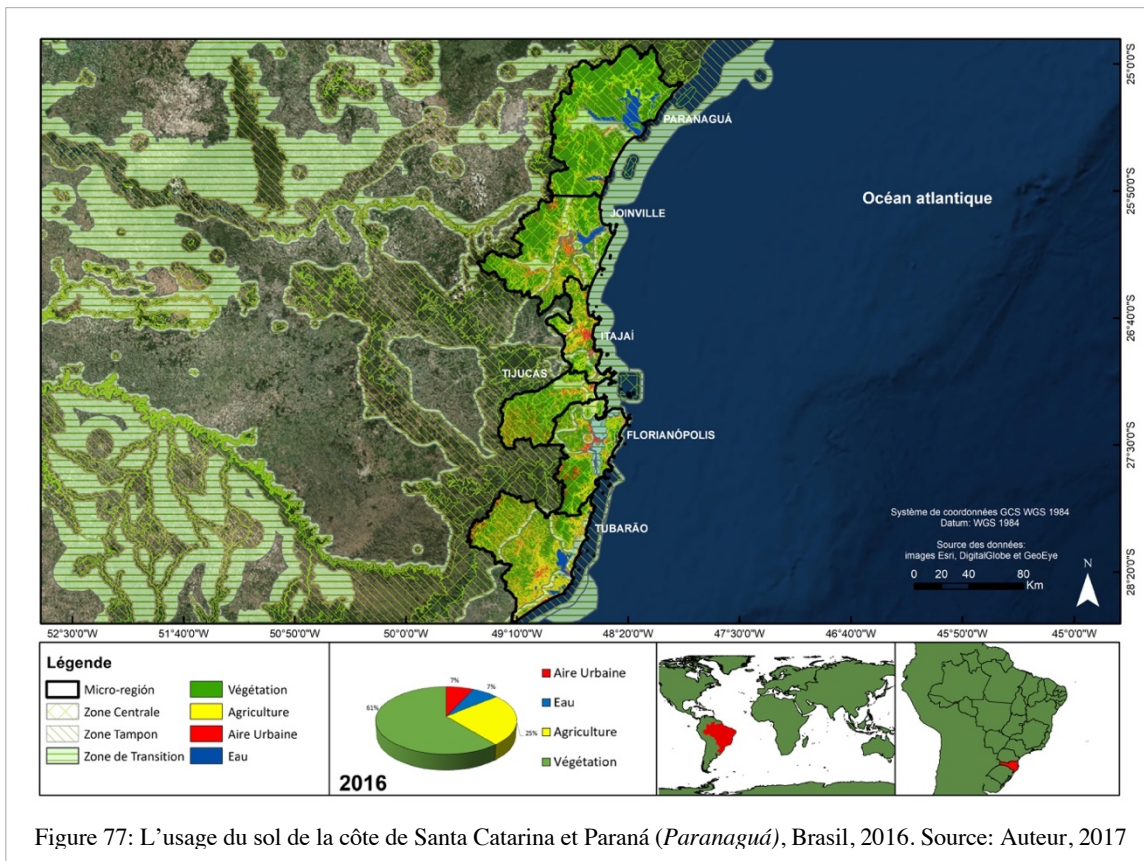 PARANAGUÁ
JOINVILLE
ITAJAÍ
TIJUCAS
FLORIANÓPOLIS
TUBARÃO
Océan atlantique
Système de coordonnées GCS WGS 1984
Datum: WGS 1984
Source des données:
images Esri, DigitalGlobe et GeoEye
0 20 40 80
Km
N
25°0'0"S
25°50'0"S
26°40'0"S
27°30'0"S
28°20'0"S
52°30'0"W 51°40'0"W 50°50'0"W 50°0'0"W 49°10'0"W 48°20'0"W 47°30'0"W 46°40'0"W 45°50'0"W 45°0'0"W
Légende
Micro-región
Zone Centrale
Zone Tampon
Zone de Transition
Végétation
Agriculture
Aire Urbaine
Eau
7%
7%
25%
61%
2016
Aire Urbaine
Eau
Agriculture
Végétation
Figure 77: L’usage du sol de la côte de Santa Catarina et Paraná (Paranaguá), Brasil, 2016. Source: Auteur, 2017